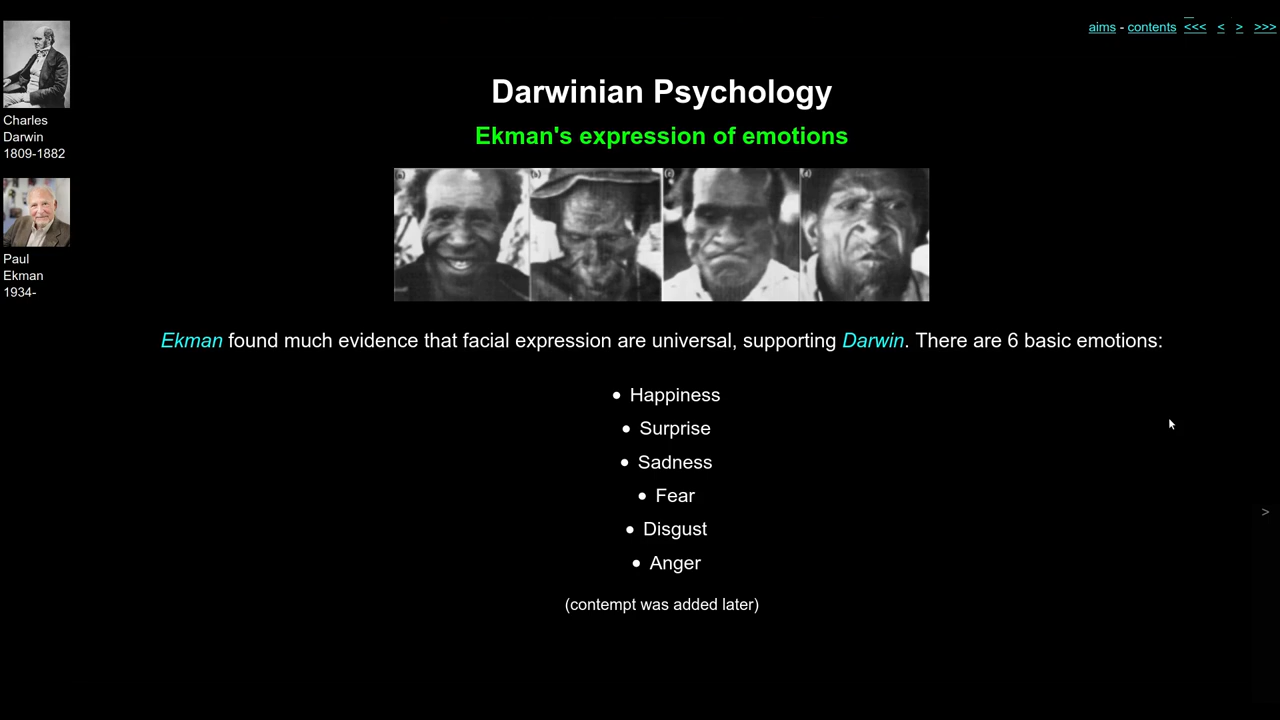 aims - contents <<< < > >>>
Charles
Darwin
1809-1882
Paul
Ekman
1934-
Darwinian Psychology
Ekman's expression of emotions
(a) (b) (c) (d)
Ekman found much evidence that facial expression are universal, supporting Darwin. There are 6 basic emotions:
• Happiness
• Surprise
• Sadness
• Fear
• Disgust
• Anger
(contempt was added later)
>